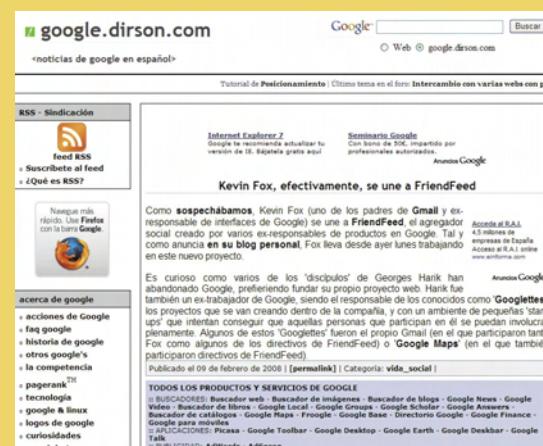 google.dirson.com
<noticias de google en español>
Google
Buscar
Web google.dirson.com
Tutorial de Posicionamiento | Último tema en el foro: Intercambio con varias webs con p
RSS - Sindicación
feed RSS
Suscríbete al feed
¿Qué es RSS?
Navegue más
rápido. Use Firefox
con la barra Google.
acerca de google
acciones de Google
faq google
historia de google
otros google's
la competencia
pagerank TM
tecnología
google & linux
logos de google
curiosidades
Internet Explorer 7
Google te recomienda actualizar tu
versión de IE. Bájatela gratis aquí
Seminario Google
Con bono de 50€, impartido por
profesionales autorizados.
Anuncios Google
Kevin Fox, efectivamente, se une a FriendFeed
Como sospechábamos, Kevin Fox (uno de los padres de Gmail y ex-
responsable de interfaces de Google) se une a FriendFeed, el agregador
social creado por varios ex-responsables de productos en Google. Tal y
como anuncia en su blog personal, Fox lleva desde ayer lunes trabajando
en este nuevo proyecto.
Acceda al R.A.I.
4,5 millones de
empresas de España
Acceso al R.A.I. online
www.einforma.com
Anuncios Google
Es curioso como varios de los 'discípulos' de Georges Harik han
abandonado Google, prefieriendo fundar su propio proyecto web. Harik fue
también un ex-trabajador de Google, siendo el responsable de los conocidos como 'Googlettes
los proyectos que se van creando dentro de la compañía, y con un ambiente de pequeñas 'star
ups' que intentan conseguir que aquellas personas que participan en él se puedan involucra
plenamente. Algunos de estos 'Googlettes' fueron el propio Gmail (en el que participaron tant
Fox como algunos de los directivos de FriendFeed) o 'Google Maps' (en el que tambié
participaron directivos de FriendFeed).
Publicado el 09 de febrero de 2008 | [permalink] | Categoría: vida_social |
TODOS LOS PRODUCTOS Y SERVICIOS DE GOOGLE
:: BUSCADORES: Buscador web - Buscador de imágenes - Buscador de blogs - Google News - Google
Video - Buscador de libros - Google Local - Google Groups - Google Scholar - Google Answers -
Buscador de catálogos - Google Maps - Froogle - Google Base - Directorio Google - Google Finance -
Google Music
:: APLICACIONES: Picasa - Google Toolbar - Google Desktop - Google Earth - Google Deskbar - Google
Talk